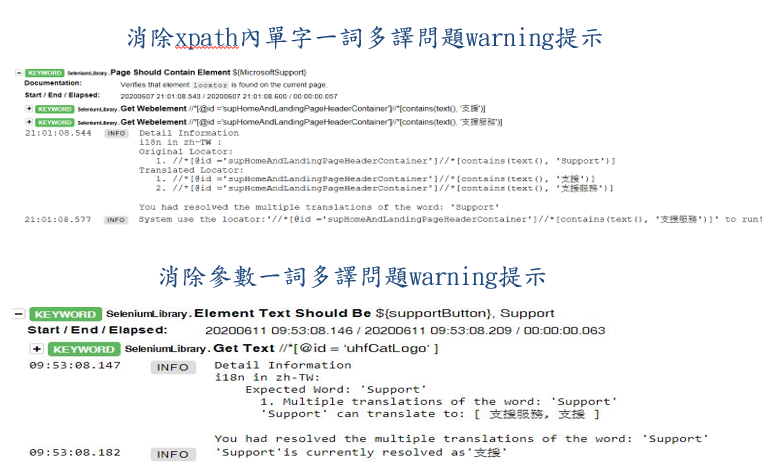 消除xpath內單字一詞多譯問題warning提示
KEYWORD SeleniumLibrary.Page Should Contain Element ${MicrosoftSupport}
Documentation: Verifies that element locator is found on the current page.
Start / End / Elapsed: 20200607 21:01:08.543 / 20200607 21:01:08.600 / 00:00:00.057
KEYWORD SeleniumLibrary.Get Webelement //*[@id ='supHomeAndLandingPageHeaderContainer']//*[contains(text(), '支援')]
KEYWORD SeleniumLibrary.Get Webelement //*[@id ='supHomeAndLandingPageHeaderContainer']//*[contains(text(), '支援服務')]
21:01:08.544 INFO Detail Information
i18n in zh-TW :
Original Locator:
1. //*[@id ='supHomeAndLandingPageHeaderContainer']//*[contains(text(), 'Support')]
Translated Locator:
1. //*[@id ='supHomeAndLandingPageHeaderContainer']//*[contains(text(), '支援')]
2. //*[@id ='supHomeAndLandingPageHeaderContainer']//*[contains(text(), '支援服務')]
You had resolved the multiple translations of the word: 'Support'
21:01:08.577 INFO System use the locator:'//*[@id ='supHomeAndLandingPageHeaderContainer']//*[contains(text(), '支援服務')]' to run!
消除參數一詞多譯問題warning提示
KEYWORD SeleniumLibrary.Element Text Should Be ${supportButton}, Support
Start / End / Elapsed: 20200611 09:53:08.146 / 20200611 09:53:08.209 / 00:00:00.063
KEYWORD SeleniumLibrary.Get Text //*[@id = 'uhfCatLogo' ]
09:53:08.147 INFO Detail Information
i18n in zh-TW:
Expected Word: 'Support'
1. Multiple translations of the word: 'Support'
'Support' can translate to: [ 支援服務, 支援 ]
You had resolved the multiple translations of the word: 'Support'
09:53:08.182 INFO 'Support'is currently resolved as'支援'